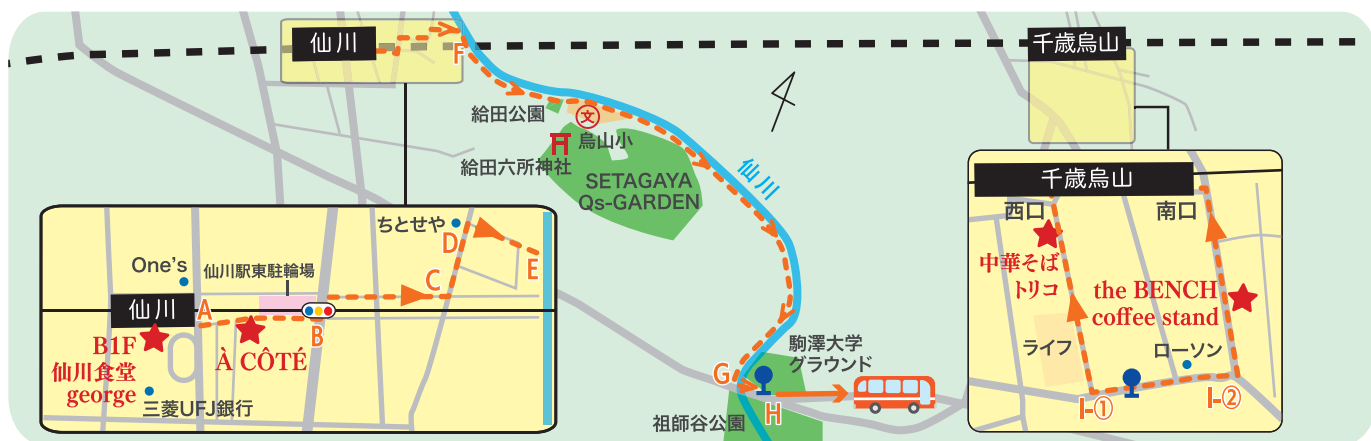 仙川
F
千歳烏山
給田公園
文
烏山小
給田六所神社
SETAGAYA
Qs-GARDEN
仙川
G
H
駒澤大学
グラウンド
祖師谷公園
ちとせや
D
E
One's
仙川駅東駐輪場
C
仙川
A
B
B1F
仙川食堂
george
À CÔTÉ
三菱UFJ銀行
千歳烏山
西口
南口
中華そば
トリコ
the BENCH
coffee stand
ライフ
ローソン
I-①
I-②